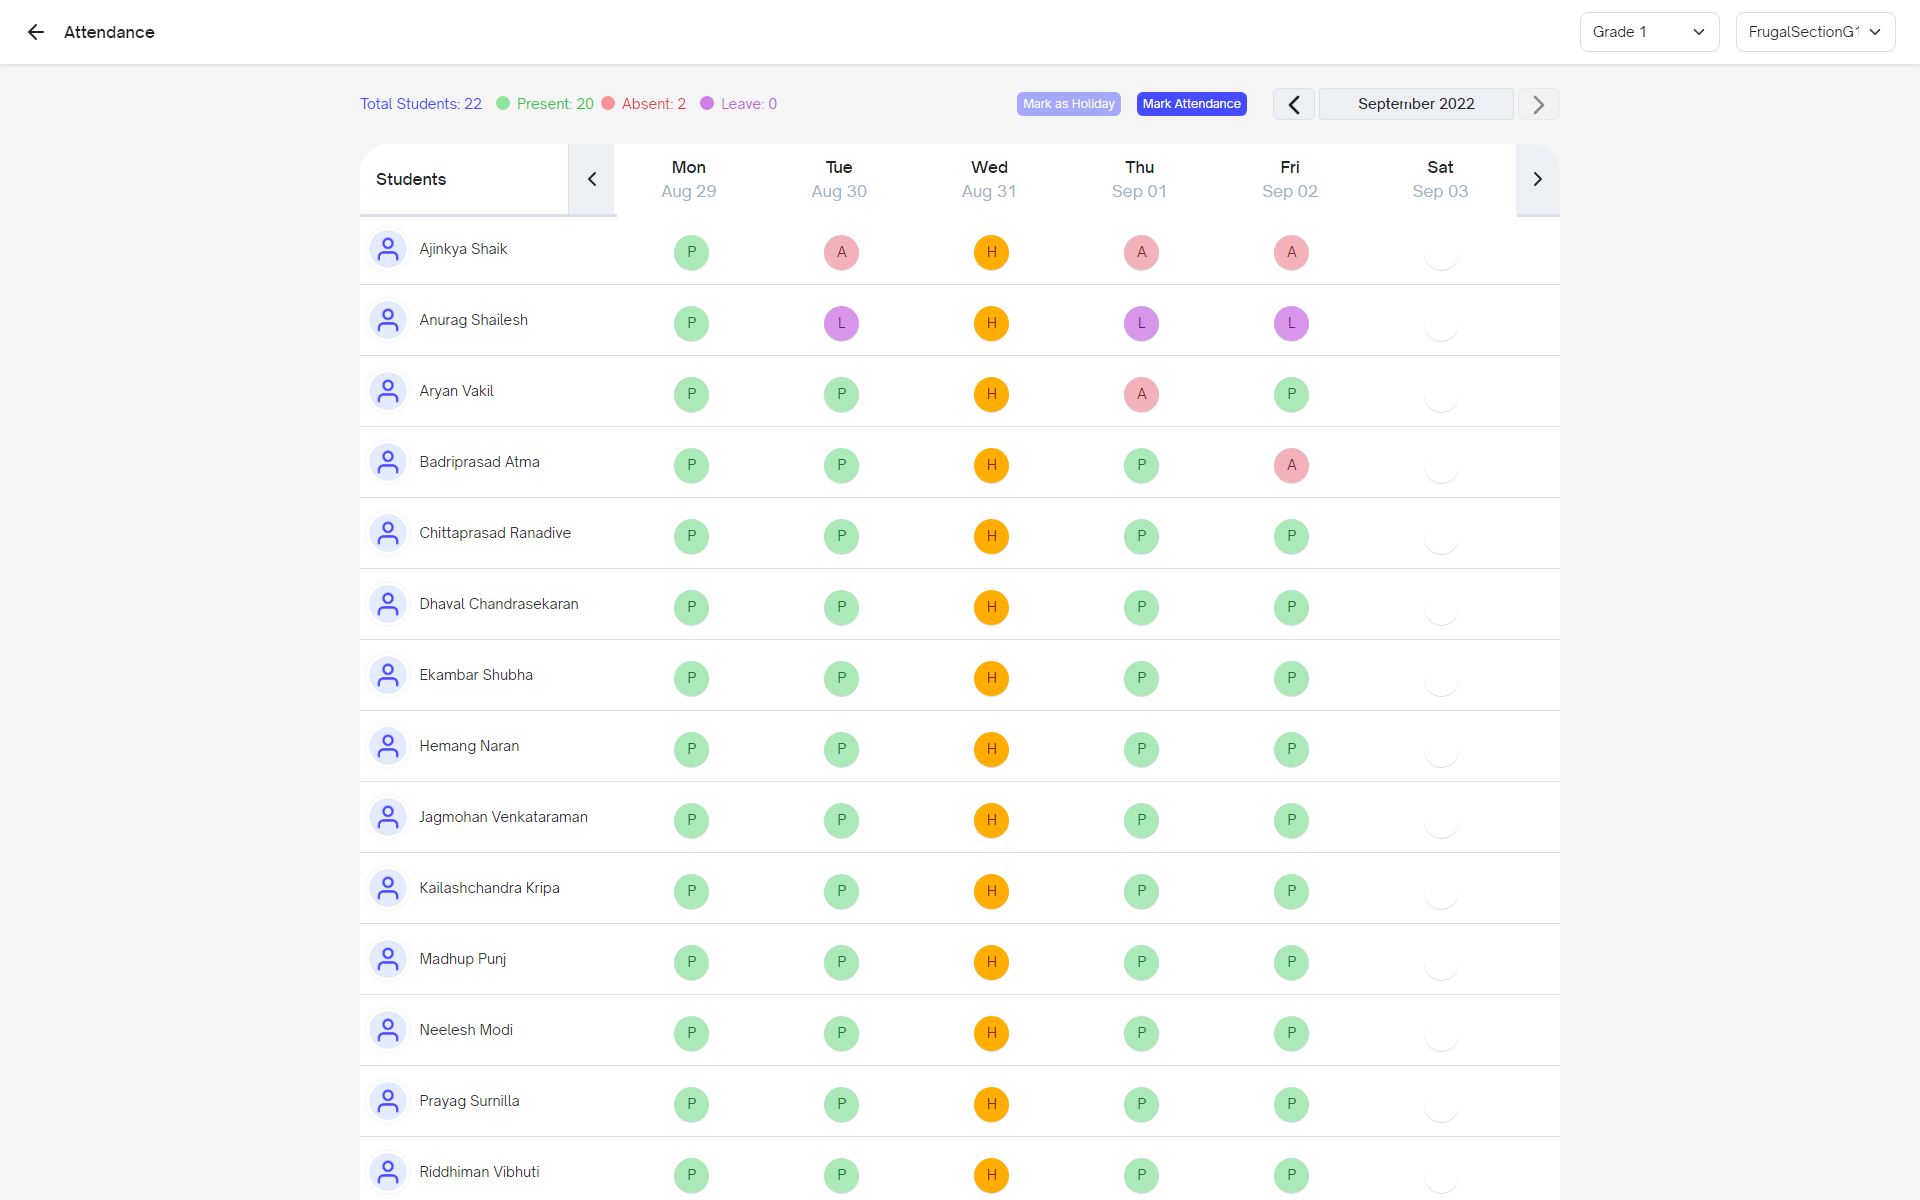 Attendance
Grade 1
FrugalSectionG1
Total Students: 22 Present: 20 Absent: 2 Leave: 0
Mark as Holiday Mark Attendance September 2022
Students Mon Tue Wed Thu Fri Sat
Aug 29 Aug 30 Aug 31 Sep 01 Sep 02 Sep 03
Ajinkya Shaik P A H A A
Anurag Shailesh P L H L L
Aryan Vakil P P H A P
Badriprasad Atma P P H P A
Chittaprasad Ranadive P P H P P
Dhaval Chandrasekaran P P H P P
Ekambar Shubha P P H P P
Hemang Naran P P H P P
Jagmohan Venkataraman P P H P P
Kailashchandra Kripa P P H P P
Madhup Punj P P H P P
Neelesh Modi P P H P P
Prayag Surnilla P P H P P
Riddhiman Vibhuti P P H P P